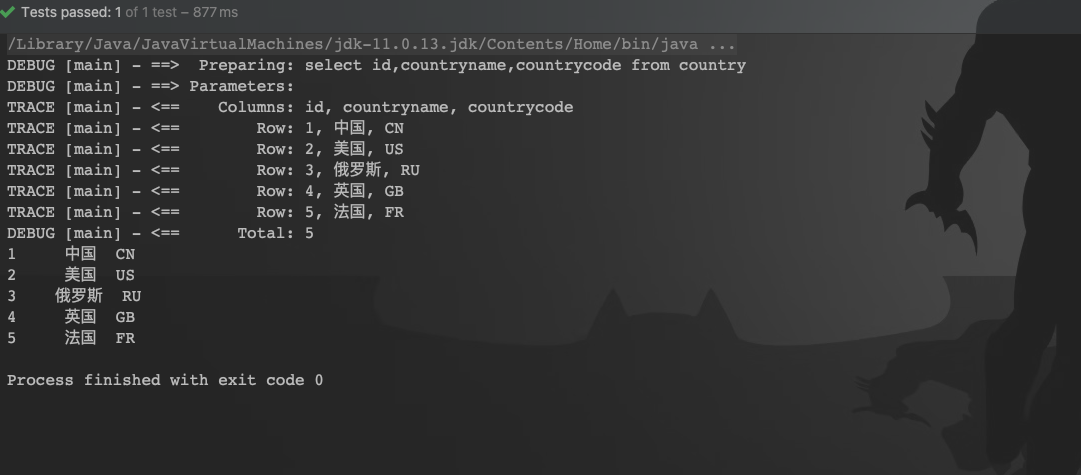 Tests passed: 1 of 1 test – 877 ms
/Library/Java/JavaVirtualMachines/jdk-11.0.13.jdk/Contents/Home/bin/java ...
DEBUG [main] - ==>  Preparing: select id,countryname,countrycode from country
DEBUG [main] - ==> Parameters:
TRACE [main] - <==    Columns: id, countryname, countrycode
TRACE [main] - <==        Row: 1, 中国, CN
TRACE [main] - <==        Row: 2, 美国, US
TRACE [main] - <==        Row: 3, 俄罗斯, RU
TRACE [main] - <==        Row: 4, 英国, GB
TRACE [main] - <==        Row: 5, 法国, FR
DEBUG [main] - <==      Total: 5
1     中国  CN
2     美国  US
3    俄罗斯  RU
4     英国  GB
5     法国  FR
Process finished with exit code 0